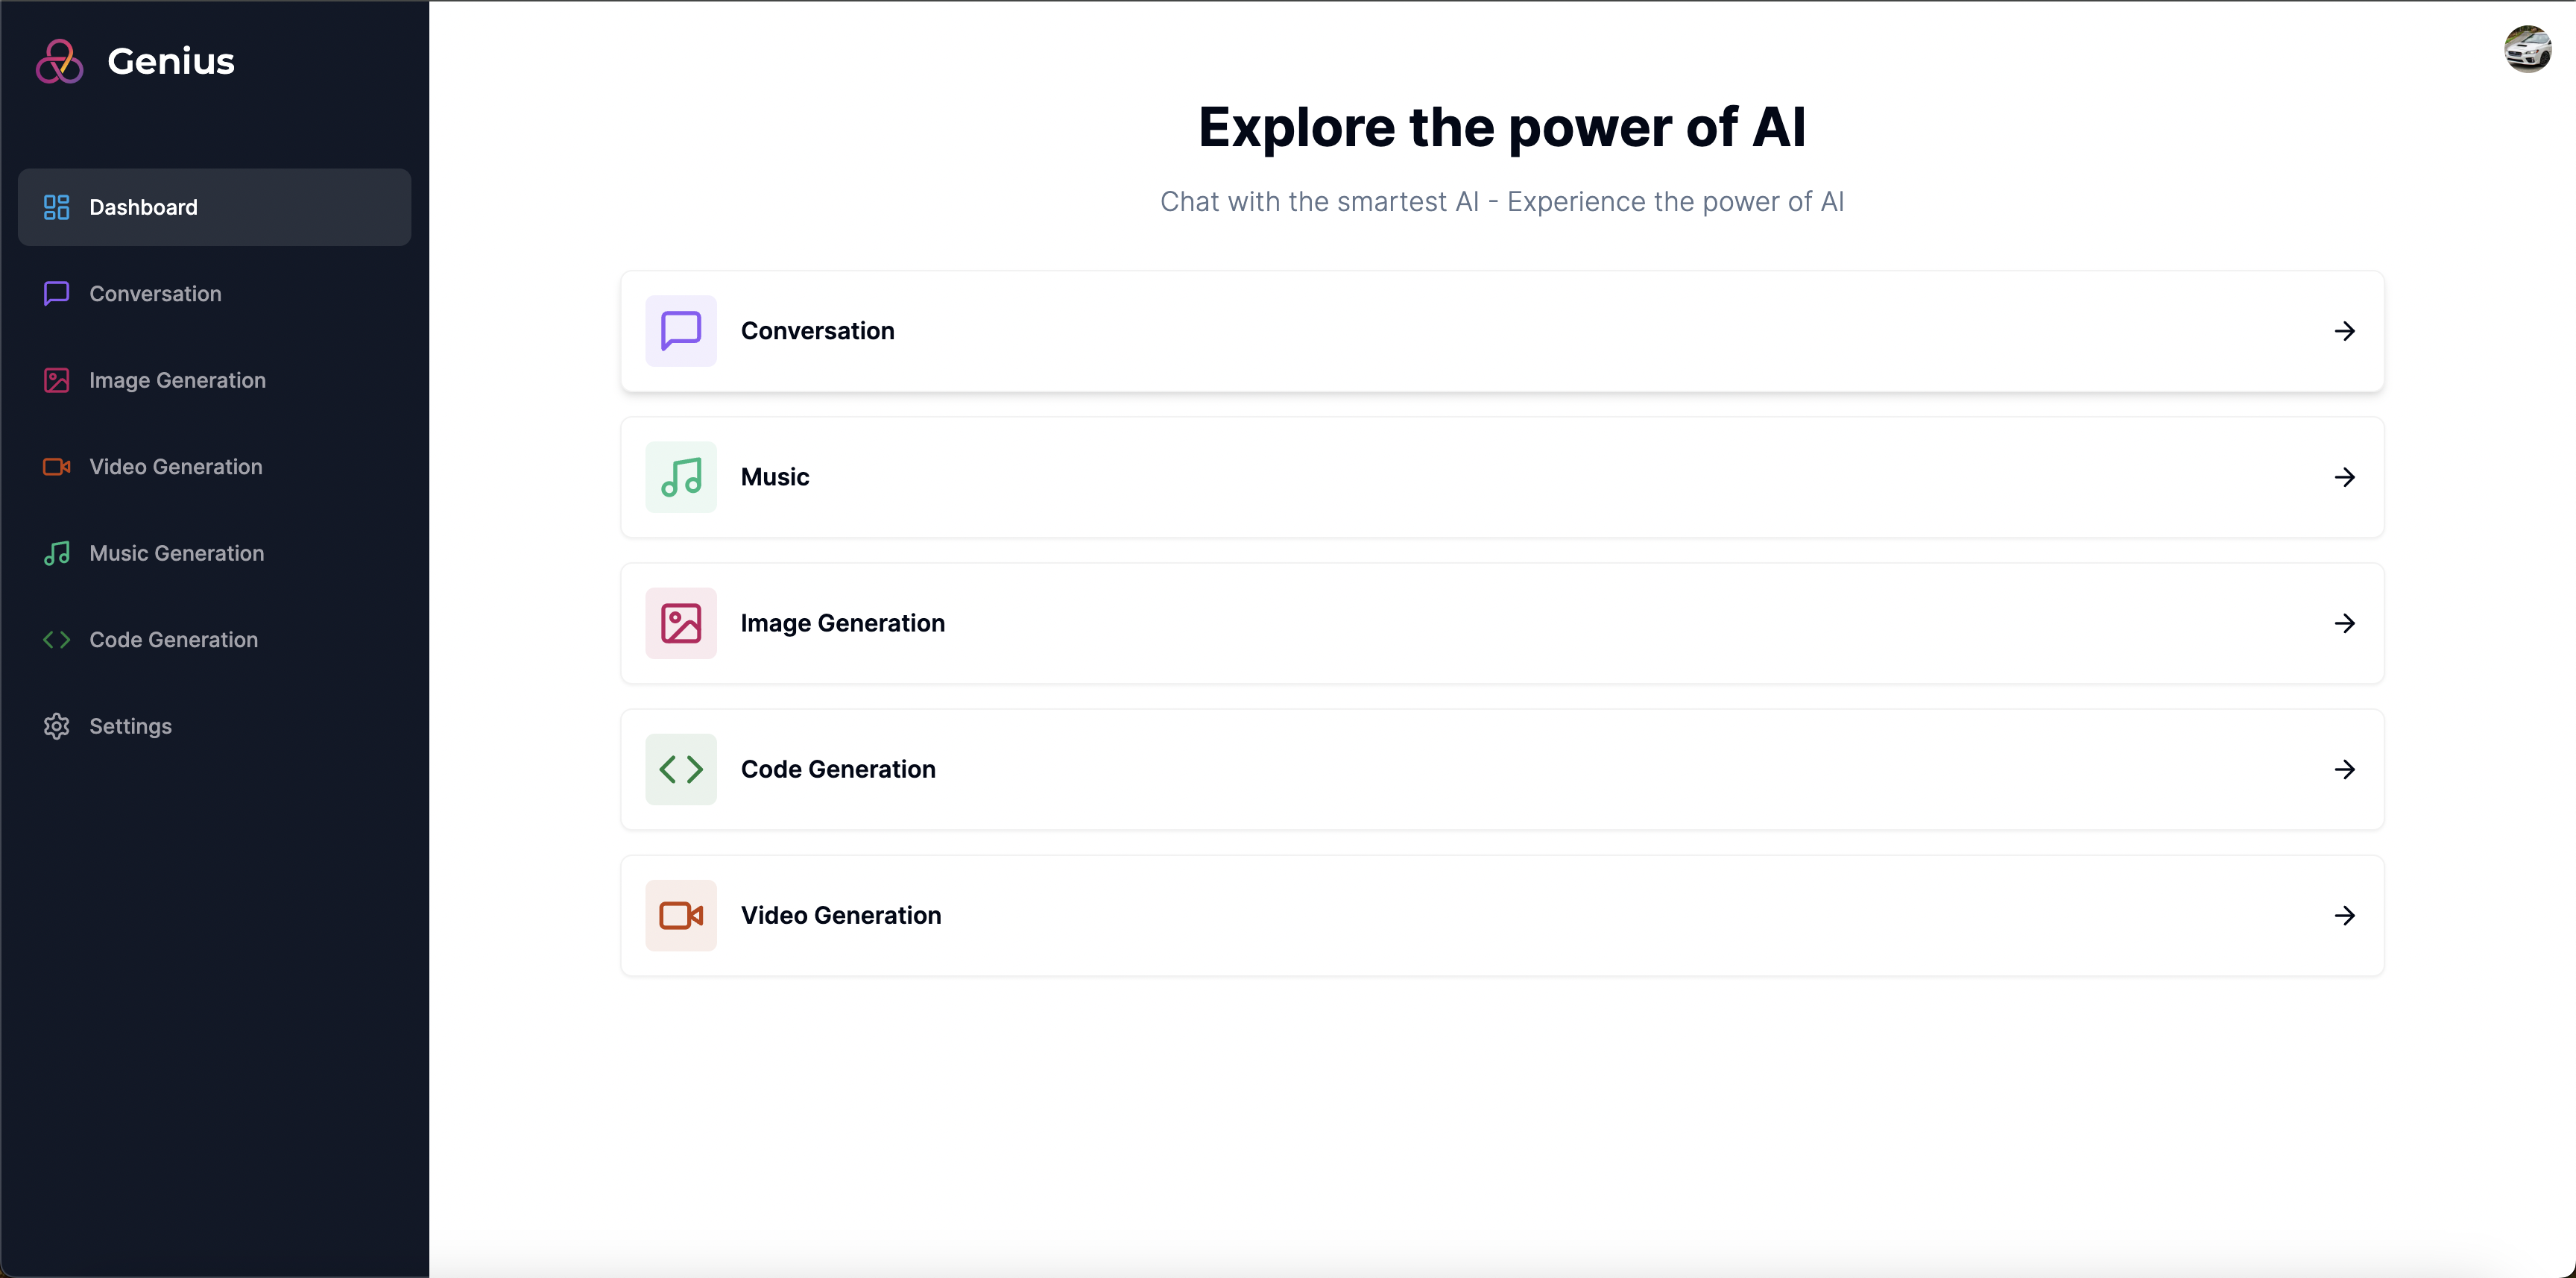 Genius
Dashboard
Conversation
Image Generation
Video Generation
Music Generation
Code Generation
Settings
Explore the power of AI
Chat with the smartest AI - Experience the power of AI
Conversation
Music
Image Generation
Code Generation
Video Generation